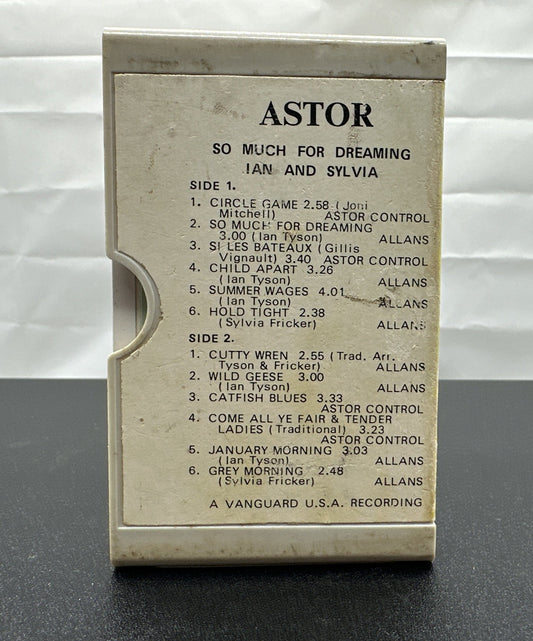 ASTOR
SO MUCH FOR DREAMING
IAN AND SYLVIA
SIDE 1.
1. CIRCLE GAME 2.58 (Joni
Mitchell) ASTOR CONTROL
2. SO MUCH FOR DREAMING
3.00 (Ian Tyson) ALLANS
3. SI LES BATEAUX (Gillis
Vignault) 3.40 ASTOR CONTROL
4. CHILD APART 3.26
(Ian Tyson) ALLANS
5. SUMMER WAGES 4.01
(Ian Tyson) ALLANS
6. HOLD TIGHT 2.38
(Sylvia Fricker) ALLANS
SIDE 2.
1. CUTTY WREN 2.55 (Trad. Arr.
Tyson & Fricker) ALLANS
2. WILD GEESE 3.00
(Ian Tyson) ALLANS
3. CATFISH BLUES 3.33
ASTOR CONTROL
4. COME ALL YE FAIR & TENDER
LADIES (Traditional) 3.23
ASTOR CONTROL
5. JANUARY MORNING 3.03
(Ian Tyson) ALLANS
6. GREY MORNING 2.48
(Sylvia Fricker) ALLANS
A VANGUARD U.S.A. RECORDING